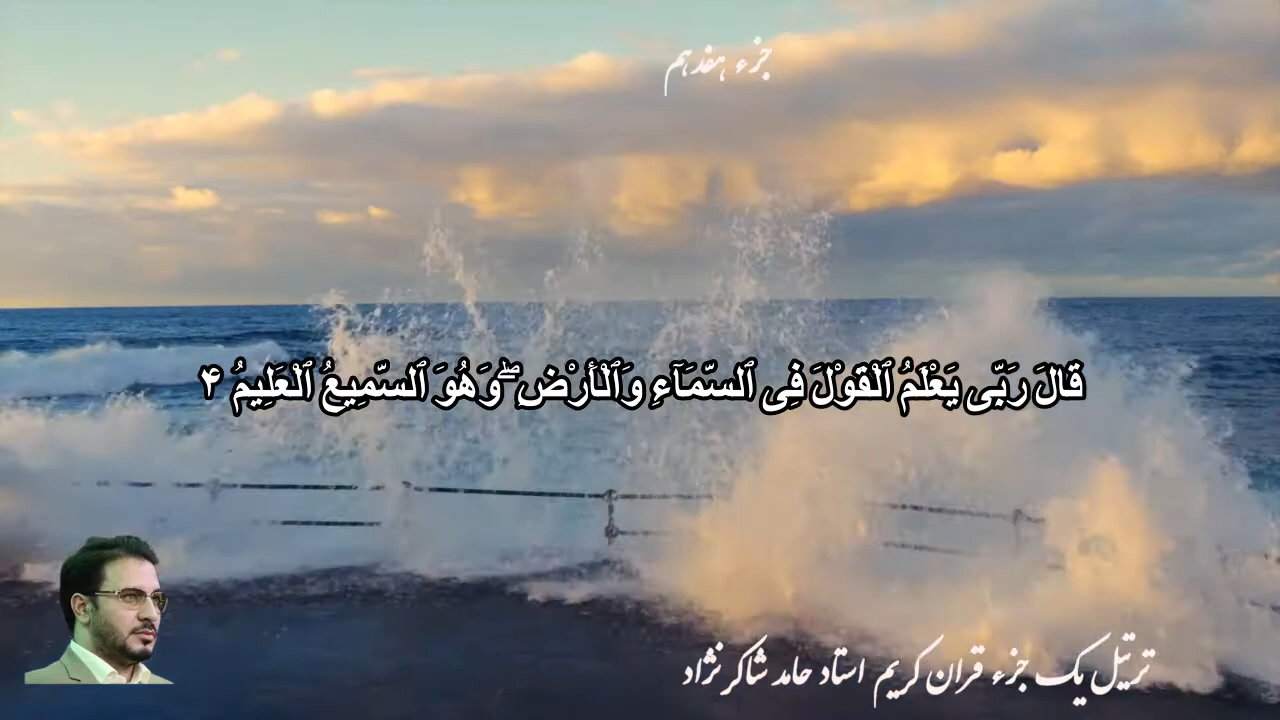 جزء هفدهم
قَالَ رَبِّی يَعْلَمُ ٱلْقَوْلَ فِی ٱلسَّمَآءِ وَٱلْأَرْضِ ۖ وَهُوَ ٱلسَّمِيعُ ٱلْعَلِيمُ ۴
ترتیل یک جزء قران کریم استاد حامد شاکرنژاد